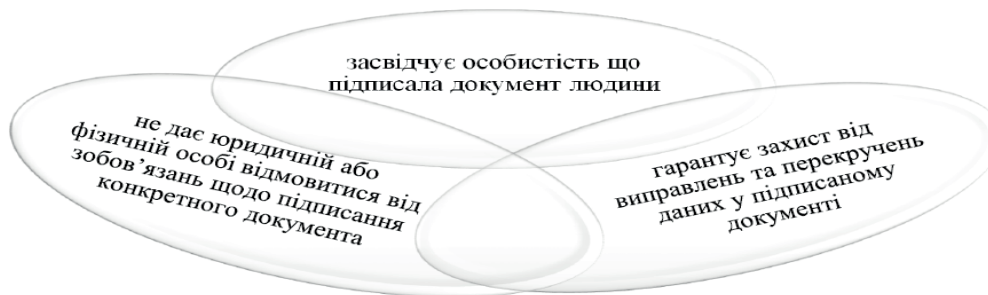 засвідчує особистість що
підписала документ людини
не дає юридичній або
фізичній особі відмовитися від
зобов’язань щодо підписання
конкретного документа
гарантує захист від
виправлень та перекручень
даних у підписаному
документі